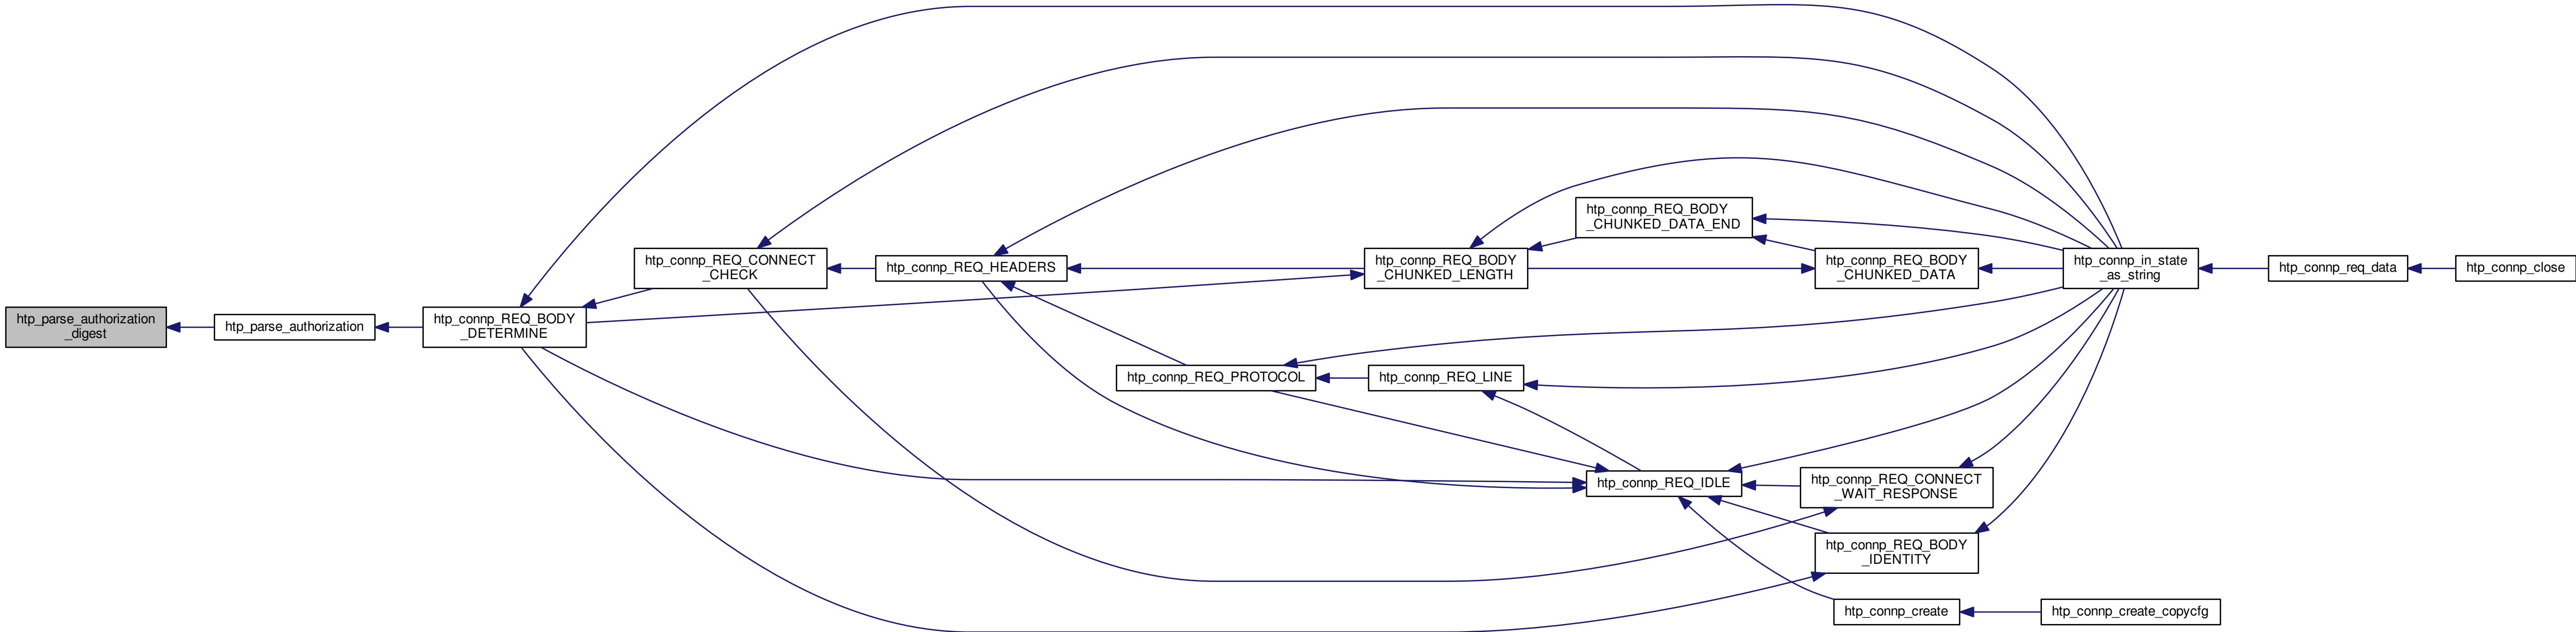 htp_parse_authorization
_digest
htp_parse_authorization
htp_connp_REQ_BODY
_DETERMINE
htp_connp_REQ_CONNECT
_CHECK
htp_connp_REQ_HEADERS
htp_connp_REQ_PROTOCOL
htp_connp_REQ_BODY
_CHUNKED_LENGTH
htp_connp_REQ_LINE
htp_connp_REQ_BODY
_CHUNKED_DATA_END
htp_connp_REQ_IDLE
htp_connp_REQ_BODY
_CHUNKED_DATA
htp_connp_REQ_CONNECT
_WAIT_RESPONSE
htp_connp_REQ_BODY
_IDENTITY
htp_connp_create
htp_connp_in_state
_as_string
htp_connp_create_copycfg
htp_connp_req_data
htp_connp_close